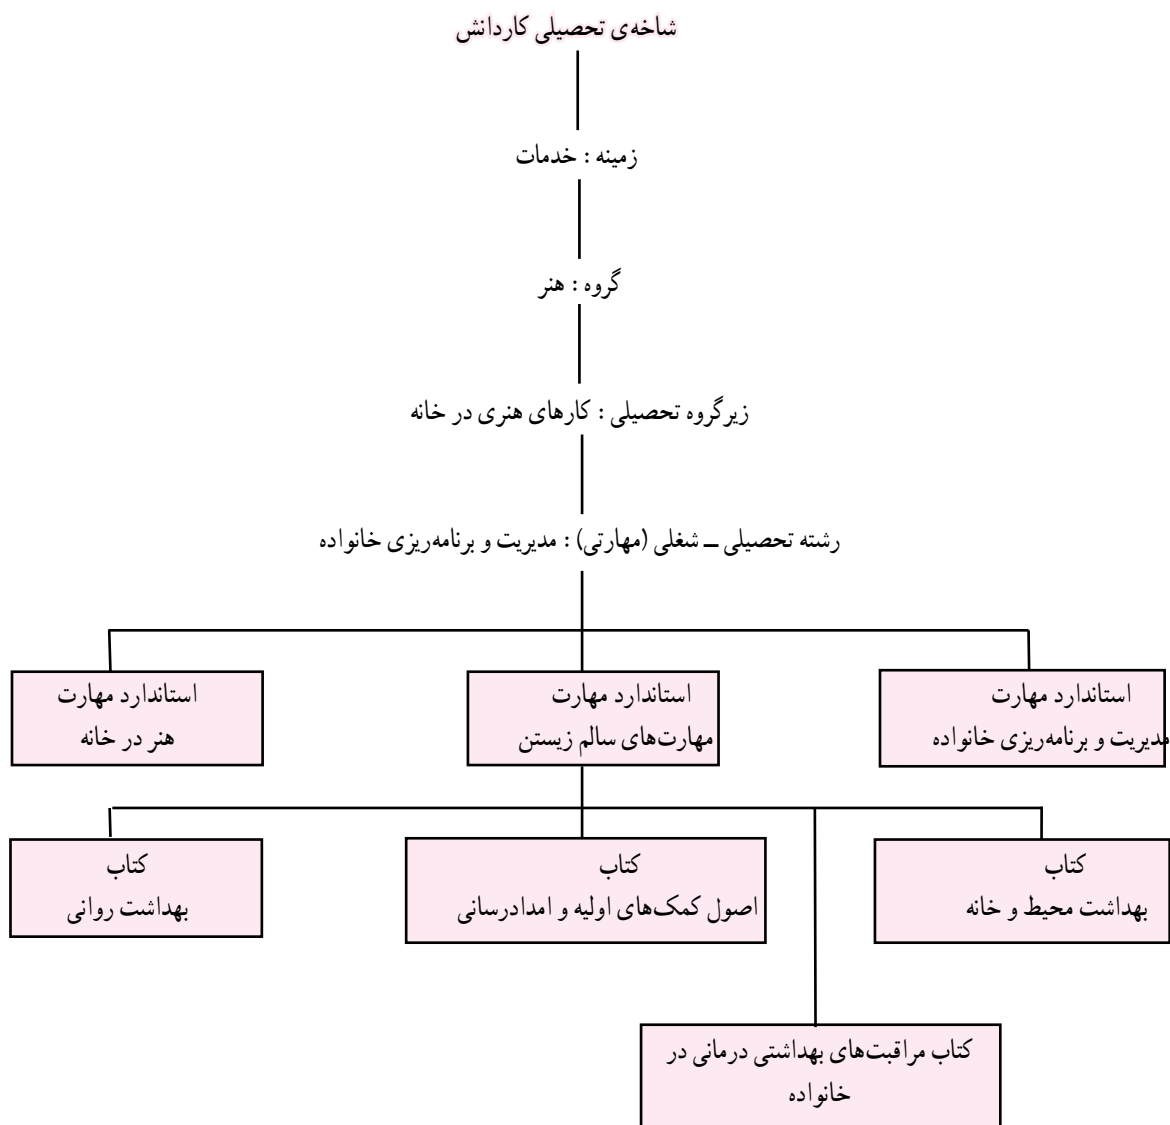 شاخه‌ی تحصیلی کاردانش
زمینه : خدمات
گروه : هنر
زیرگروه تحصیلی : کارهای هنری در خانه
رشته تحصیلی ــ شغلی (مهارتی) : مدیریت و برنامه‌ریزی خانواده
استاندارد مهارت
مدیریت و برنامه‌ریزی خانواده
استاندارد مهارت
مهارت‌های سالم زیستن
استاندارد مهارت
هنر در خانه
کتاب
بهداشت محیط و خانه
کتاب
اصول کمک‌های اولیه و امدادرسانی
کتاب
بهداشت روانی
کتاب مراقبت‌های بهداشتی درمانی در
خانواده